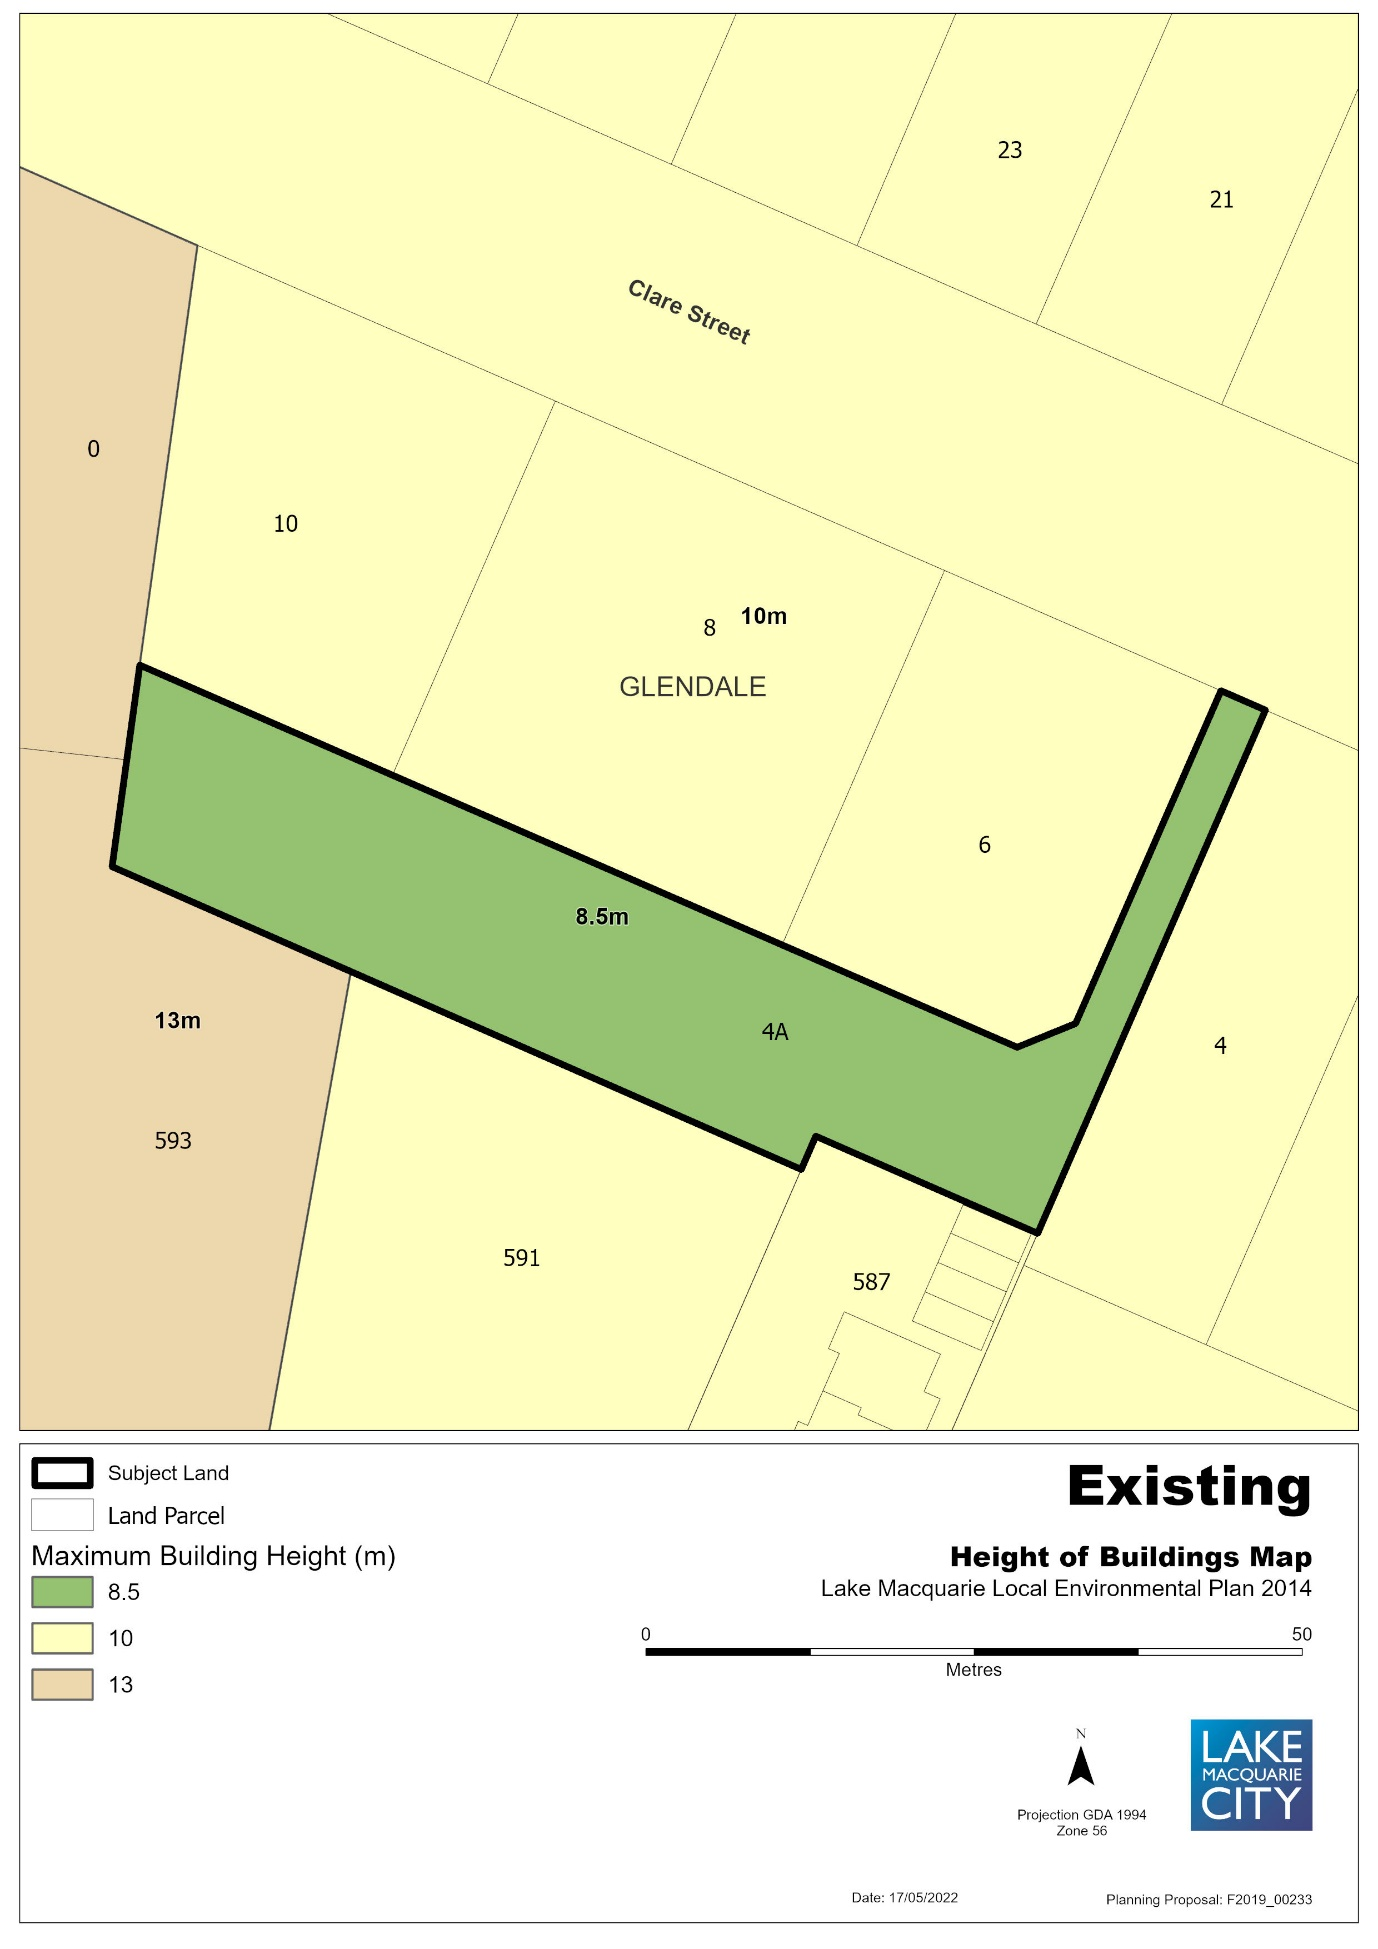 23
21
Clare Street
0
10
8
10m
GLENDALE
6
8.5m
4A
13m
4
593
591
587
Subject Land
Land Parcel
Maximum Building Height (m)
8.5
10
13
Existing
Height of Buildings Map
Lake Macquarie Local Environmental Plan 2014
0
50
Metres
N
Projection GDA 1994
Zone 56
LAKE
MACQUARIE
CITY
Date: 17/05/2022
Planning Proposal: F2019_00233